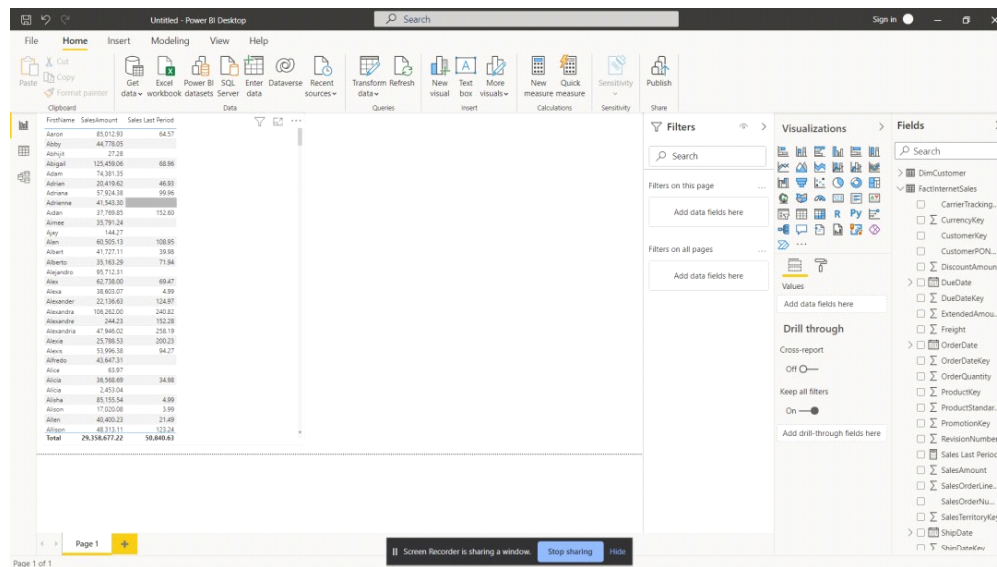 Untitled - Power BI Desktop
Search
Sign in
File Home Insert Modeling View Help
Paste
Cut
Copy
Format painter
Clipboard
Get data
Excel workbook
Power BI datasets
SQL Server
Enter data
Dataverse
Recent sources
Data
Transform data
Refresh
Queries
New visual
Text box
More visuals
Insert
New measure
Quick measure
Calculations
Sensitivity
Sensitivity
Publish
Share
FirstName SalesAmount Sales Last Period
Aaron 85,012.93 64.57
Abby 44,778.05
Abhijit 27.28
Abigail 125,459.06 68.96
Adam 74,381.35
Adrian 20,419.62 46.93
Adriana 57,924.38 99.96
Adrienne 41,543.30
Aidan 37,769.85 152.60
Aimee 35,791.24
Ajay 144.27
Alan 60,505.13 108.95
Albert 41,727.11 39.98
Alberto 35,163.29 71.94
Alejandro 95,712.31
Alex 62,738.00 69.47
Alexa 38,603.07 4.99
Alexander 22,136.63 124.97
Alexandra 106,262.00 240.82
Alexandre 244.23 152.28
Alexandria 47,946.02 258.19
Alexia 25,788.53 200.23
Alexis 53,996.38 94.27
Alfredo 43,647.31
Alice 63.97
Alicia 36,568.69 34.98
Alicia 2,453.04
Alisha 85,155.54 4.99
Alison 17,020.08 3.99
Allen 40,400.23 21.49
Allison 48,313.11 123.24
Total 29,358,677.22 50,840.63
Filters
Search
Filters on this page
Add data fields here
Filters on all pages
Add data fields here
Visualizations
R Py
Values
Add data fields here
Drill through
Cross-report
Off
Keep all filters
On
Add drill-through fields here
Fields
Search
DimCustomer
FactInternetSales
CarrierTracking...
CurrencyKey
CustomerKey
CustomerPON...
DiscountAmoun
DueDate
DueDateKey
ExtendedAmou...
Freight
OrderDate
OrderDateKey
OrderQuantity
ProductKey
ProductStandar...
PromotionKey
RevisionNumber
Sales Last Period
SalesAmount
SalesOrderLine...
SalesOrderNu...
SalesTerritoryKey
ShipDate
ShipDateKey
Page 1
Screen Recorder is sharing a window. Stop sharing Hide
Page 1 of 1